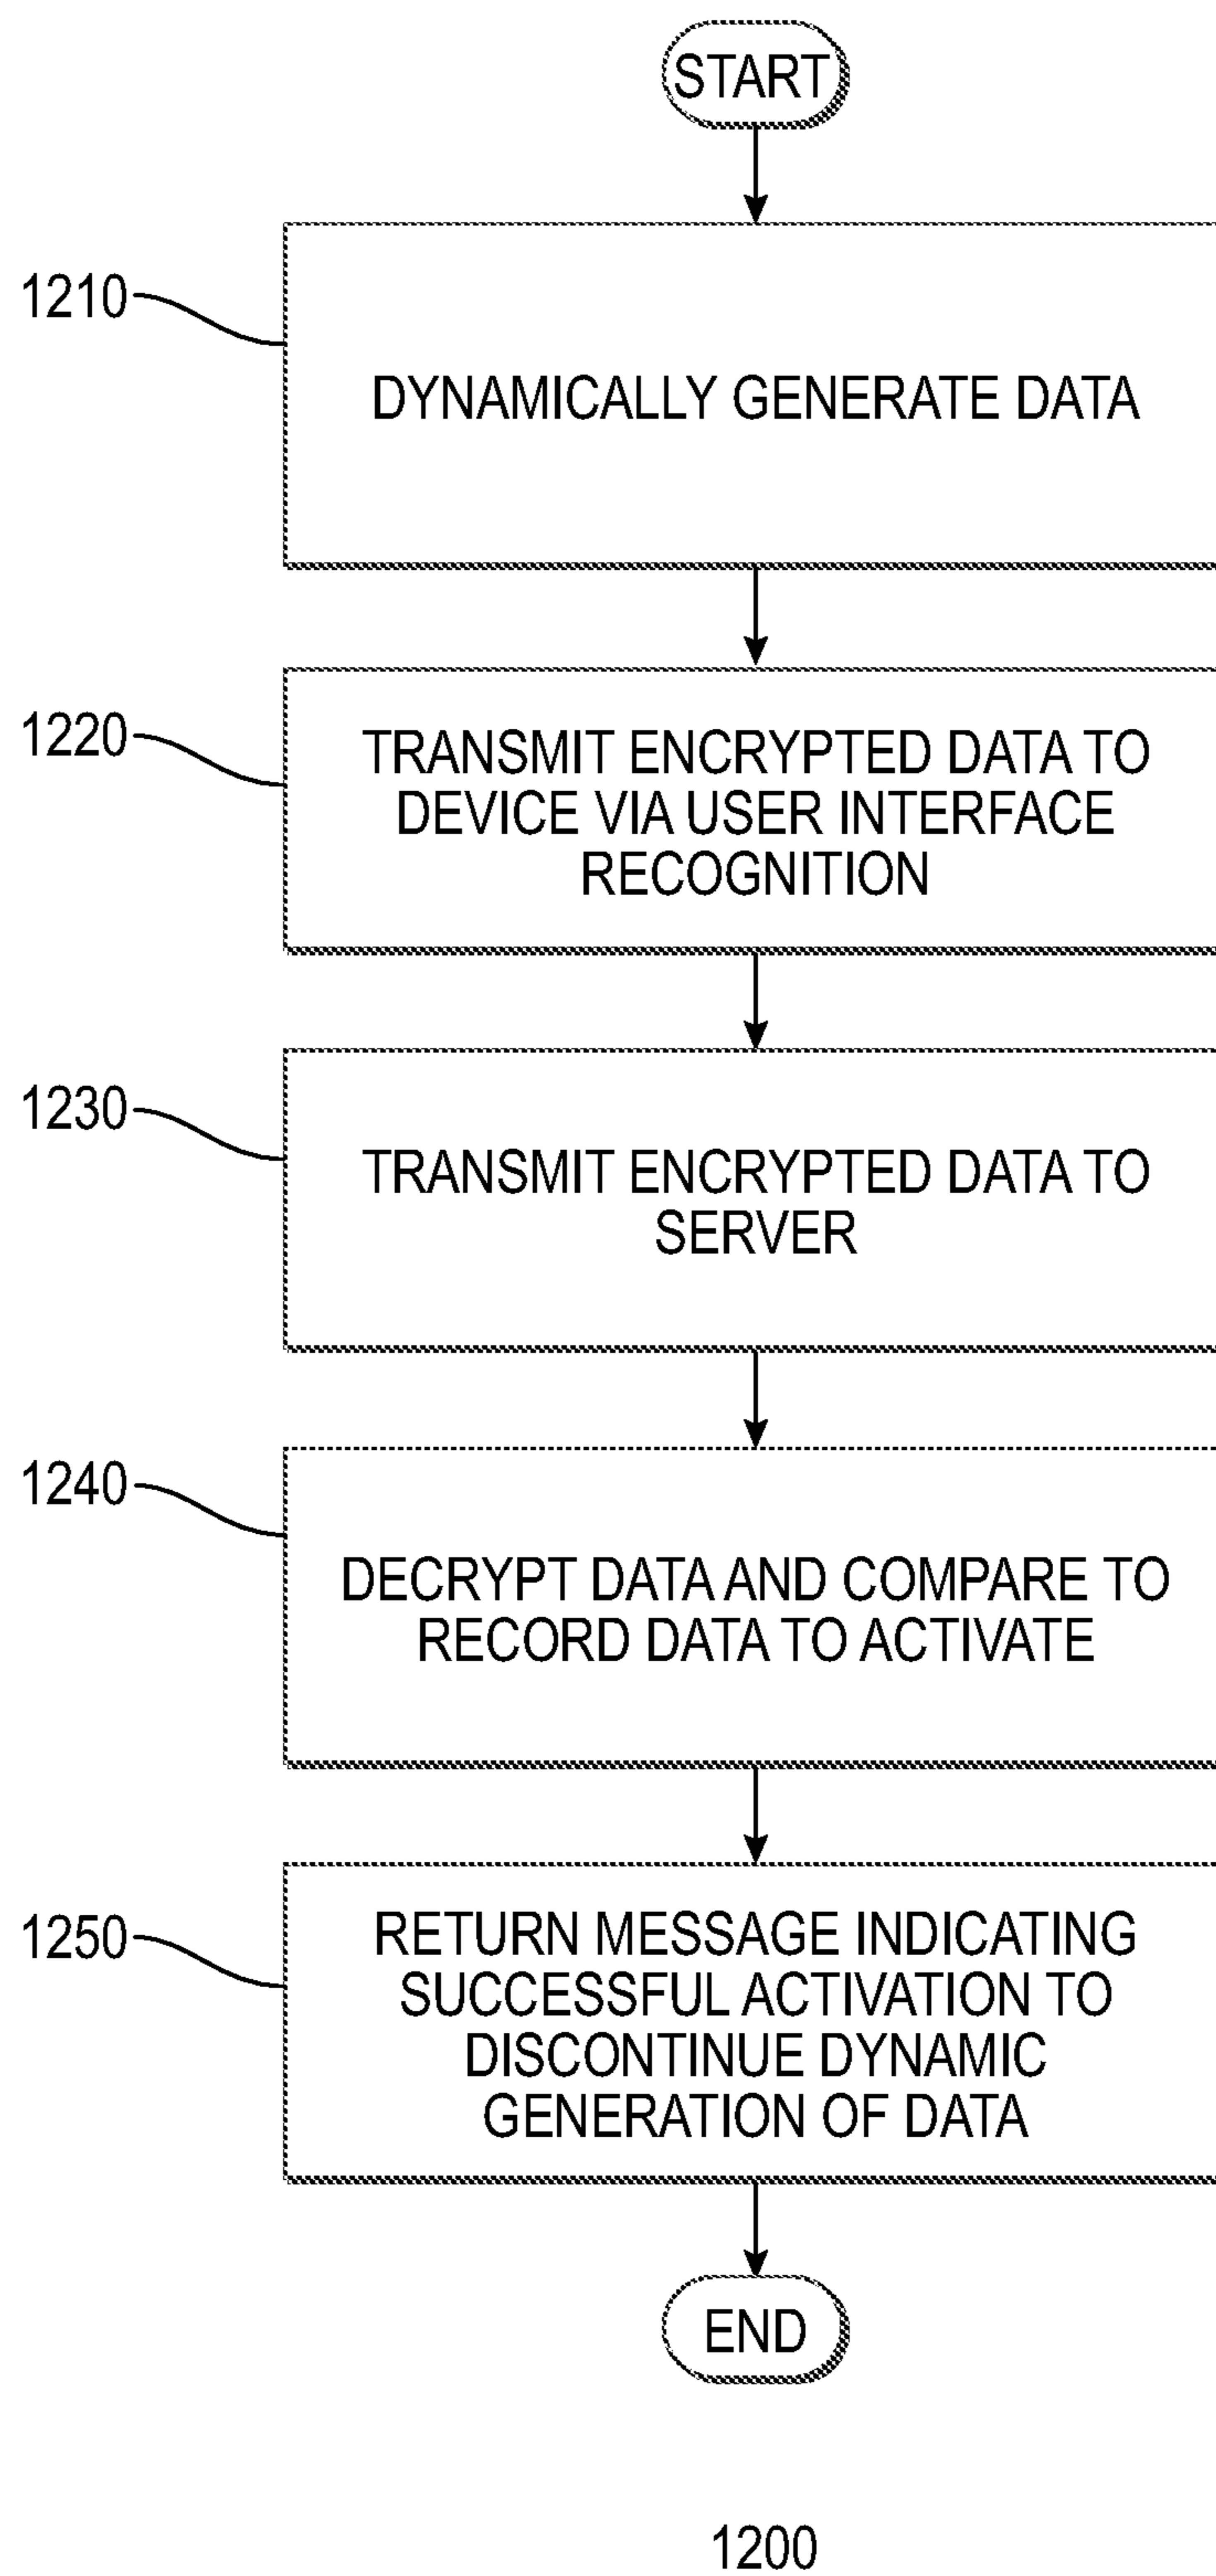 START
1210
DYNAMICALLY GENERATE DATA
1220
TRANSMIT ENCRYPTED DATA TO
DEVICE VIA USER INTERFACE
RECOGNITION
1230
TRANSMIT ENCRYPTED DATA TO
SERVER
1240
DECRYPT DATA AND COMPARE TO
RECORD DATA TO ACTIVATE
1250
RETURN MESSAGE INDICATING
SUCCESSFUL ACTIVATION TO
DISCONTINUE DYNAMIC
GENERATION OF DATA
END
1200